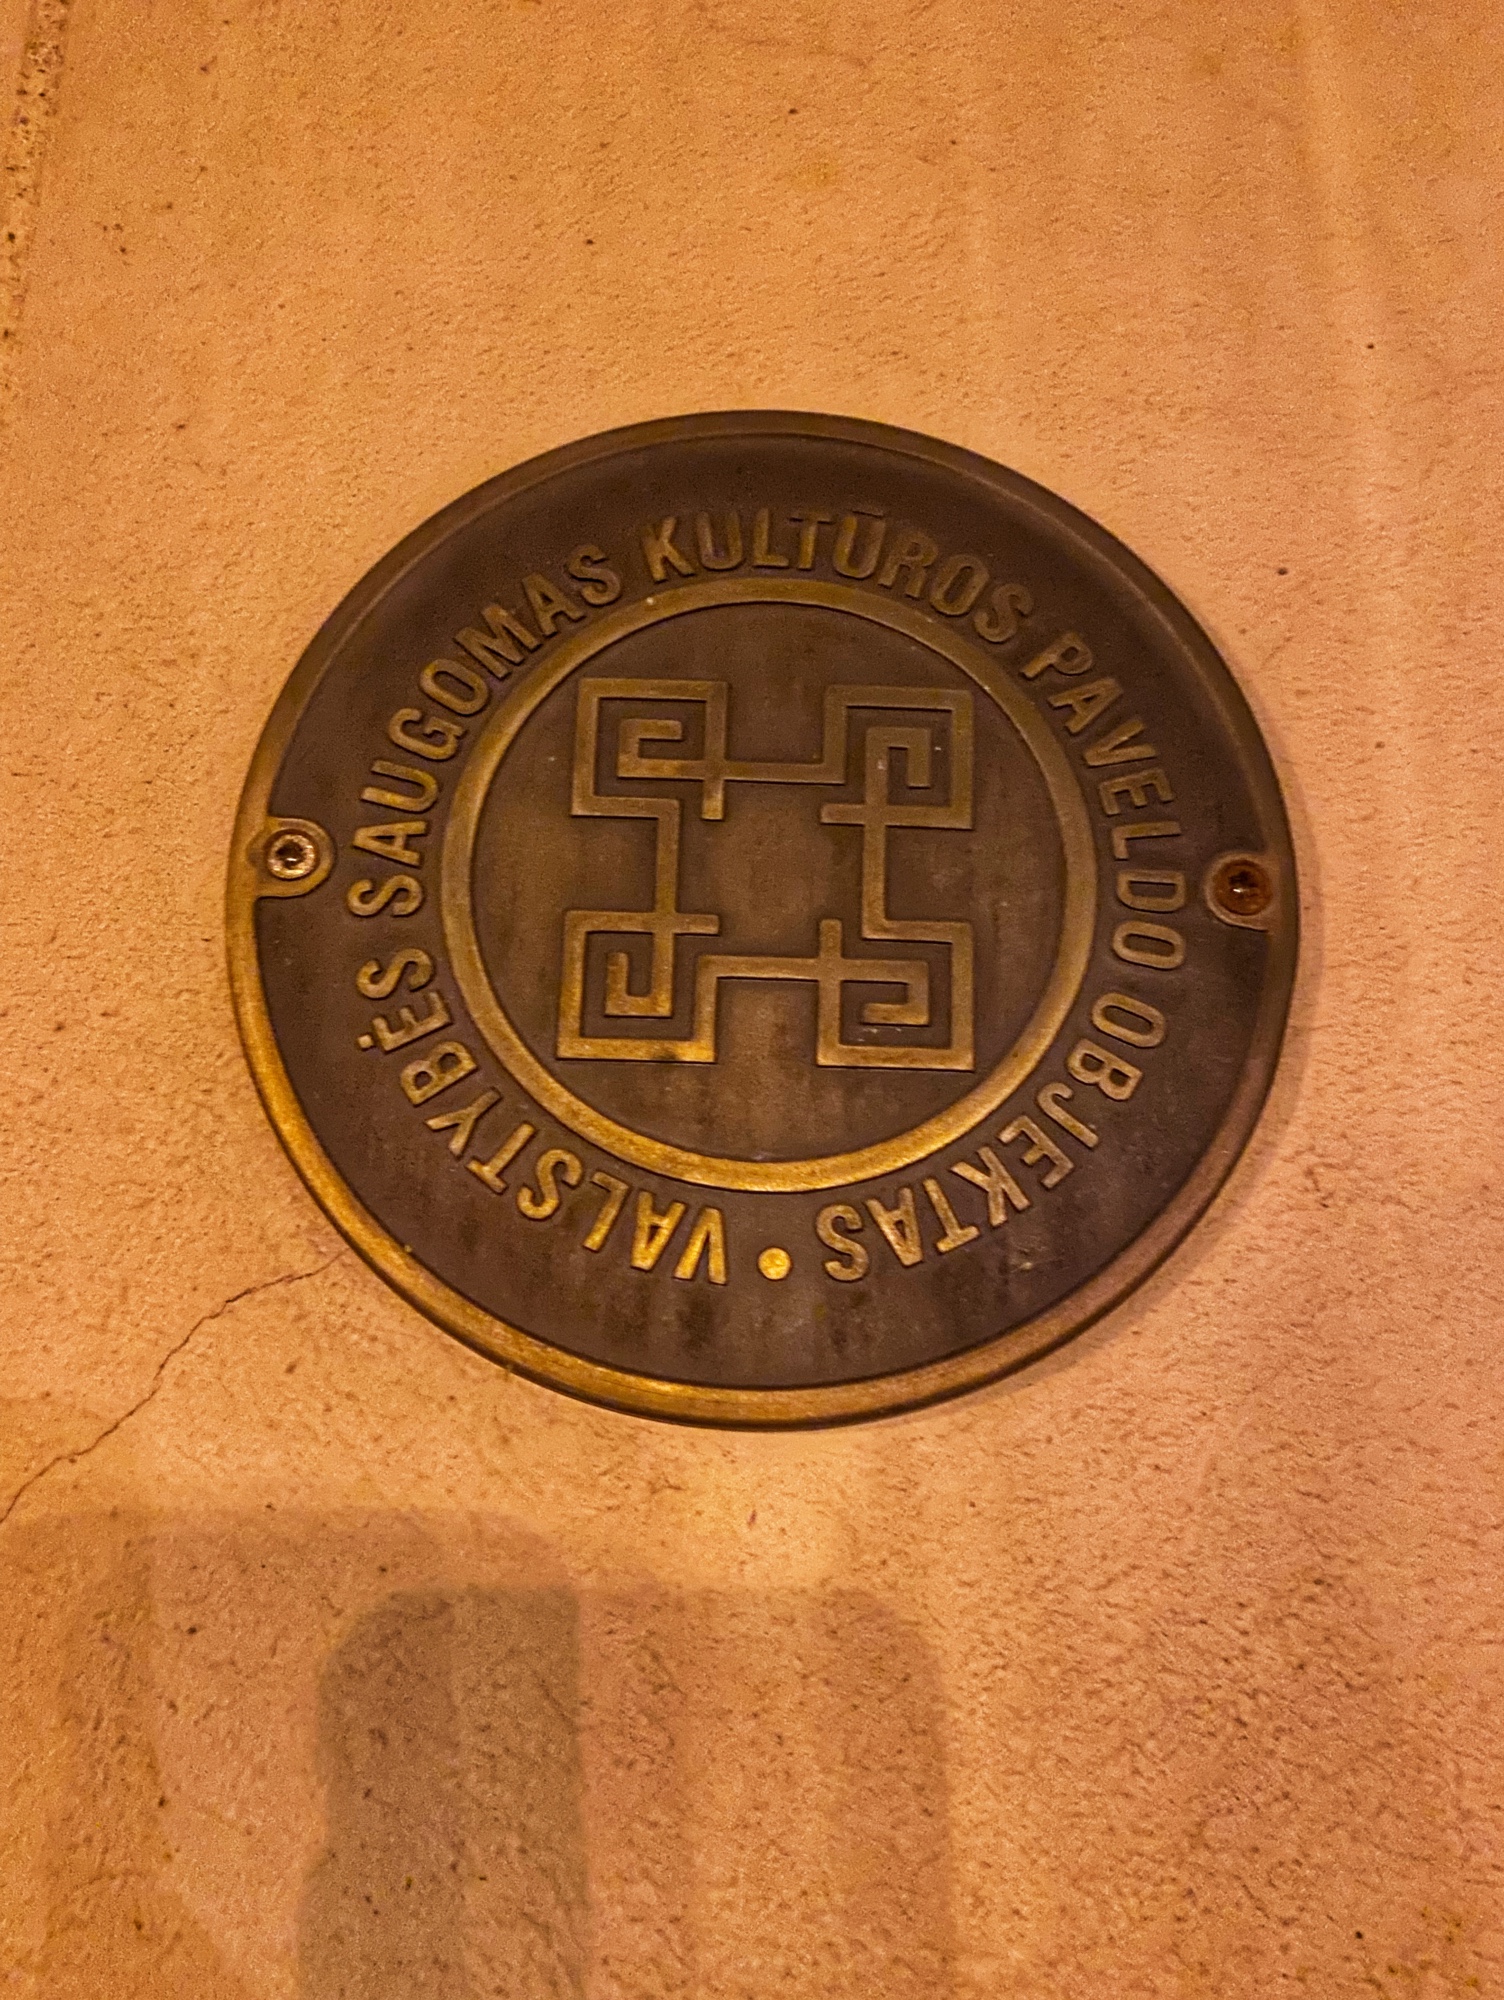 VALSTYBĖS SAUGOMAS KULTŪROS PAVELDO OBJEKTAS •